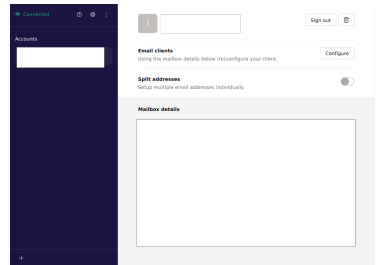 Connected
Accounts
Sign out
Email clients
Using the mailbox details below (re)configure your client.
Configure
Split addresses
Setup multiple email addresses individually.
Mailbox details